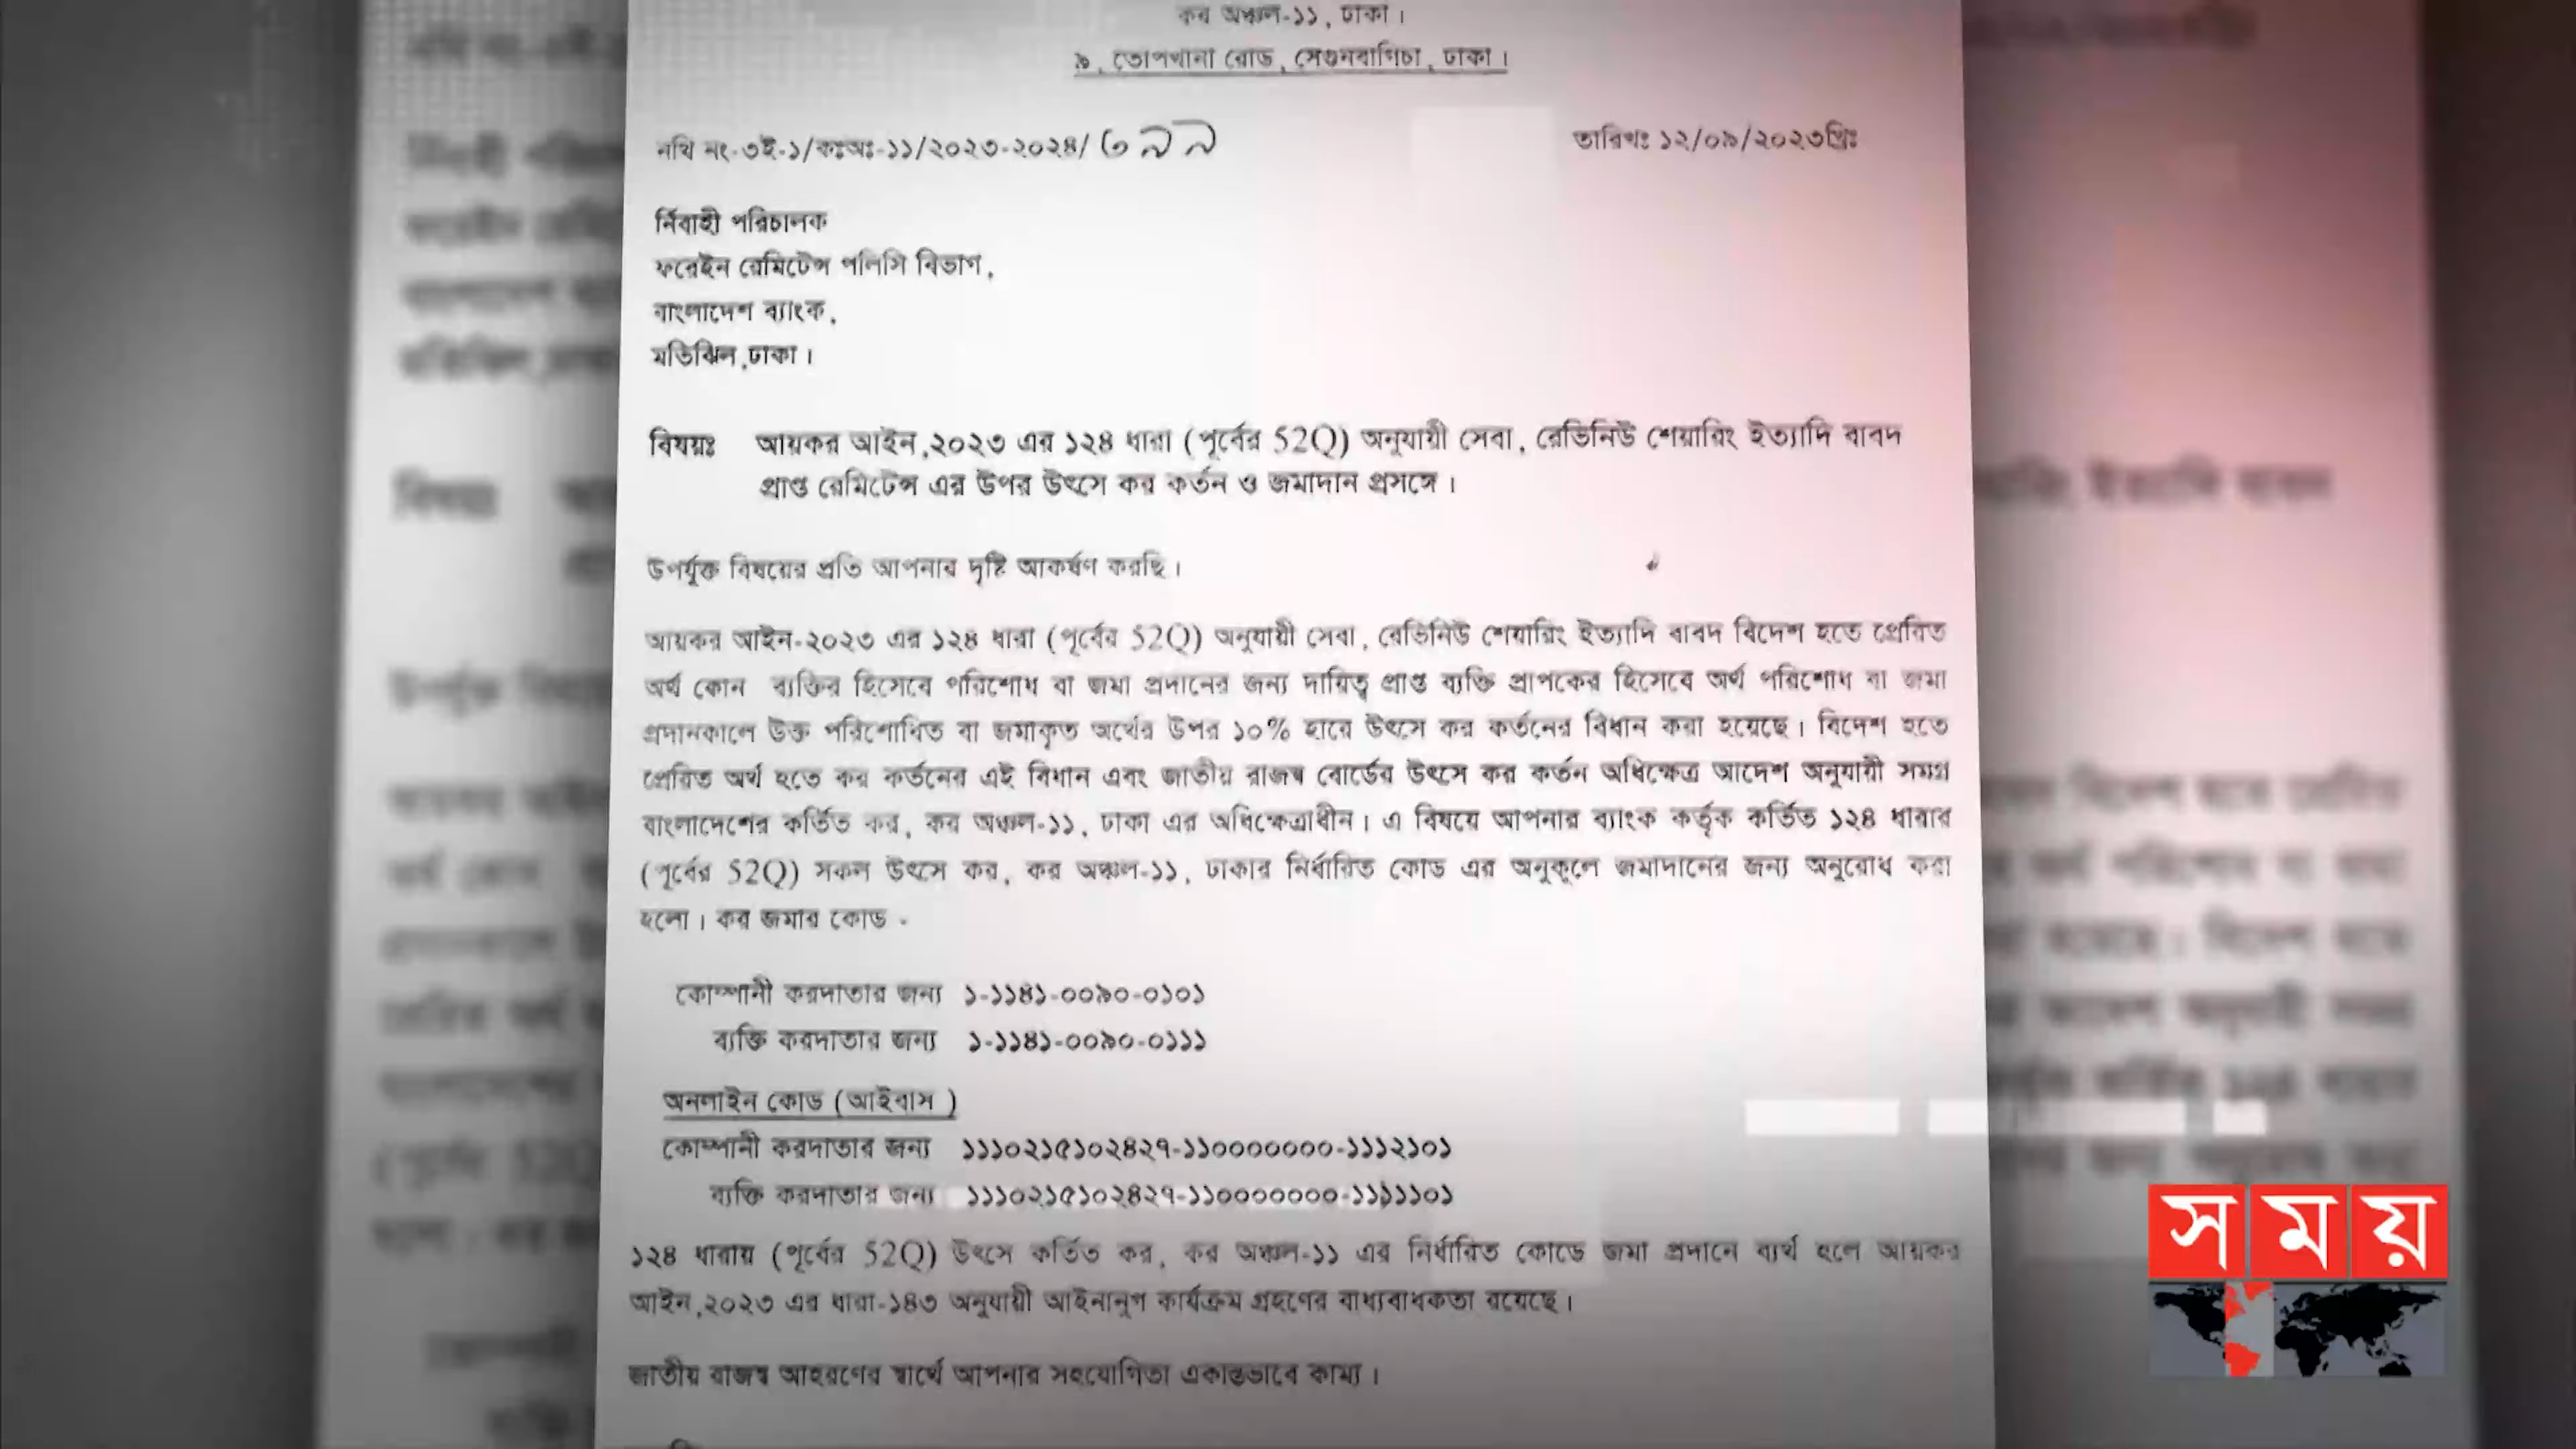 কর অঞ্চল-১১, ঢাকা।
৯, তোপখানা রোড, সেগুনবাগিচা, ঢাকা।
নথি নং-৩ই-১/কঃঅঃ-১১/২০২৩-২০২৪/৩৯৯
তারিখঃ ১২/০৯/২০২৩খ্রিঃ
নির্বাহী পরিচালক
ফরেইন রেমিটেন্স পলিসি বিভাগ,
বাংলাদেশ ব্যাংক,
মতিঝিল,ঢাকা।
বিষয়ঃ আয়কর আইন,২০২৩ এর ১২৪ ধারা (পূর্বের 52Q) অনুযায়ী সেবা, রেভিনিউ শেয়ারিং ইত্যাদি বাবদ
প্রাপ্ত রেমিটেন্স এর উপর উৎসে কর কর্তন ও জমাদান প্রসঙ্গে।
উপর্যুক্ত বিষয়ের প্রতি আপনার দৃষ্টি আকর্ষণ করছি।
আয়কর আইন-২০২৩ এর ১২৪ ধারা (পূর্বের 52Q) অনুযায়ী সেবা, রেভিনিউ শেয়ারিং ইত্যাদি বাবদ বিদেশ হতে প্রেরিত
অর্থ কোন ব্যক্তির হিসেবে পরিশোধ বা জমা প্রদানের জন্য দায়িত্ব প্রাপ্ত ব্যক্তি প্রাপকের হিসেবে অর্থ পরিশোধ বা জমা
প্রদানকালে উক্ত পরিশোধিত বা জমাকৃত অর্থের উপর ১০% হারে উৎসে কর কর্তনের বিধান করা হয়েছে। বিদেশ হতে
প্রেরিত অর্থ হতে কর কর্তনের এই বিধান এবং জাতীয় রাজস্ব বোর্ডের উৎসে কর কর্তন অধিক্ষেত্র আদেশ অনুযায়ী সমগ্র
বাংলাদেশের কর্তিত কর, কর অঞ্চল-১১, ঢাকা এর অধিক্ষেত্রাধীন। এ বিষয়ে আপনার ব্যাংক কর্তৃক কর্তিত ১২৪ ধারার
(পূর্বের 52Q) সকল উৎসে কর, কর অঞ্চল-১১, ঢাকার নির্ধারিত কোড এর অনুকূলে জমাদানের জন্য অনুরোধ করা
হলো। কর জমার কোড -
কোম্পানী করদাতার জন্য ১-১১৪১-০০৯০-০১০১
ব্যক্তি করদাতার জন্য ১-১১৪১-০০৯০-০১১১
অনলাইন কোড (আইবাস )
কোম্পানী করদাতার জন্য ১১১০২১৫১০২৪২৭-১১০০০০০০০-১১১২১০১
ব্যক্তি করদাতার জন্য ১১১০২১৫১০২৪২৭-১১০০০০০০০-১১১১১০১
১২৪ ধারায় (পূর্বের 52Q) উৎসে কর্তিত কর, কর অঞ্চল-১১ এর নির্ধারিত কোডে জমা প্রদানে ব্যর্থ হলে আয়কর
আইন,২০২৩ এর ধারা-১৪৩ অনুযায়ী আইনানুগ কার্যক্রম গ্রহণের বাধ্যবাধকতা রয়েছে।
জাতীয় রাজস্ব আহরণের স্বার্থে আপনার সহযোগিতা একান্তভাবে কাম্য।
সময়